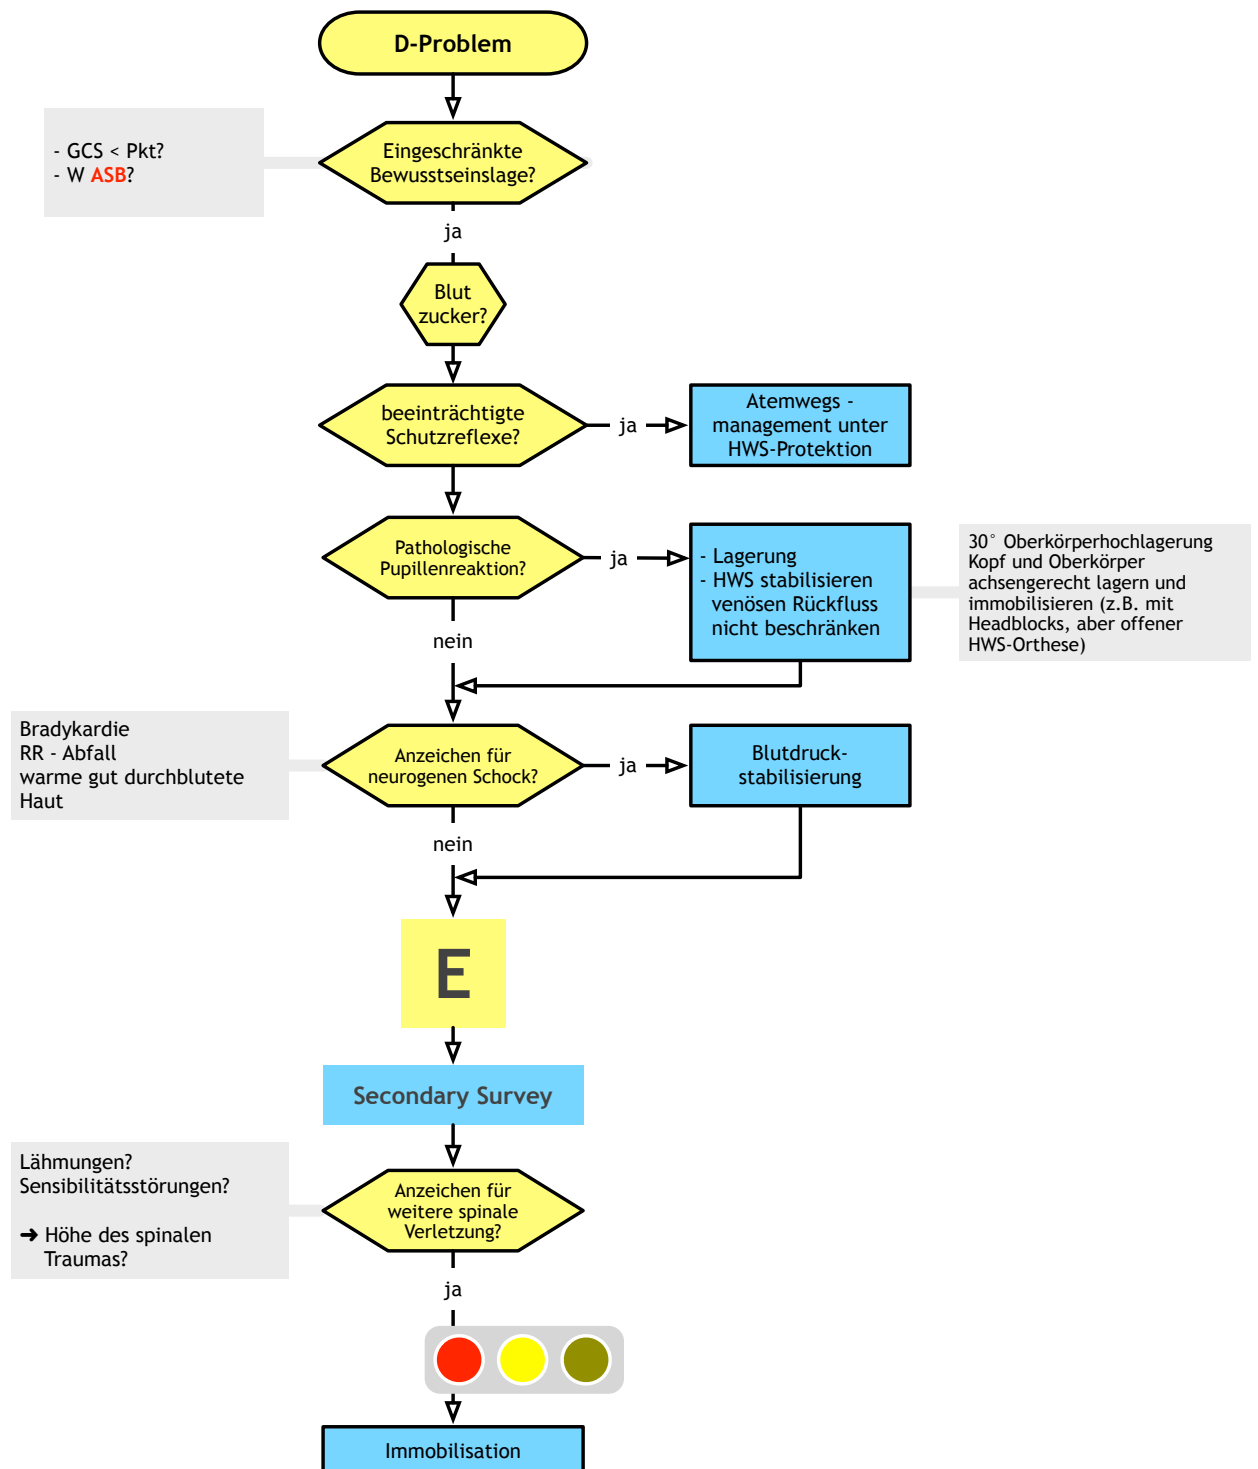 D-Problem
- GCS < Pkt?
- W ASB?
Eingeschränkte
Bewusstseinslage?
ja
Blut
zucker?
beeinträchtigte
Schutzreflexe?
ja
Atemwegs -
management unter
HWS-Protektion
Pathologische
Pupillenreaktion?
ja
- Lagerung
- HWS stabilisieren
venösen Rückfluss
nicht beschränken
30° Oberkörperhochlagerung
Kopf und Oberkörper
achsengerecht lagern und
immobilisieren (z.B. mit
Headblocks, aber offener
HWS-Orthese)
nein
Bradykardie
RR - Abfall
warme gut durchblutete
Haut
Anzeichen für
neurogenen Schock?
ja
Blutdruck-
stabilisierung
nein
E
Secondary Survey
Lähmungen?
Sensibilitätsstörungen?
➜ Höhe des spinalen
Traumas?
Anzeichen für
weitere spinale
Verletzung?
ja
Immobilisation